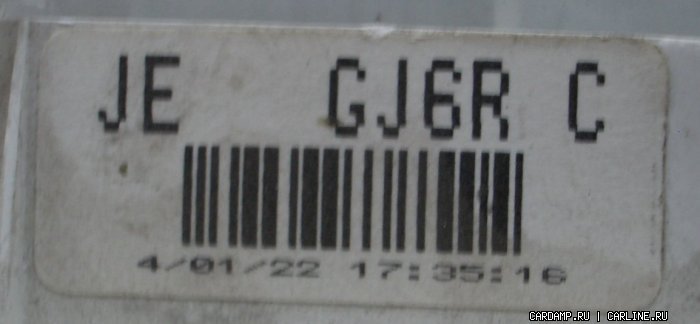 JE GJ6R C
4/01/22 17:35:16
CARDAMP.RU | CARLINE.RU